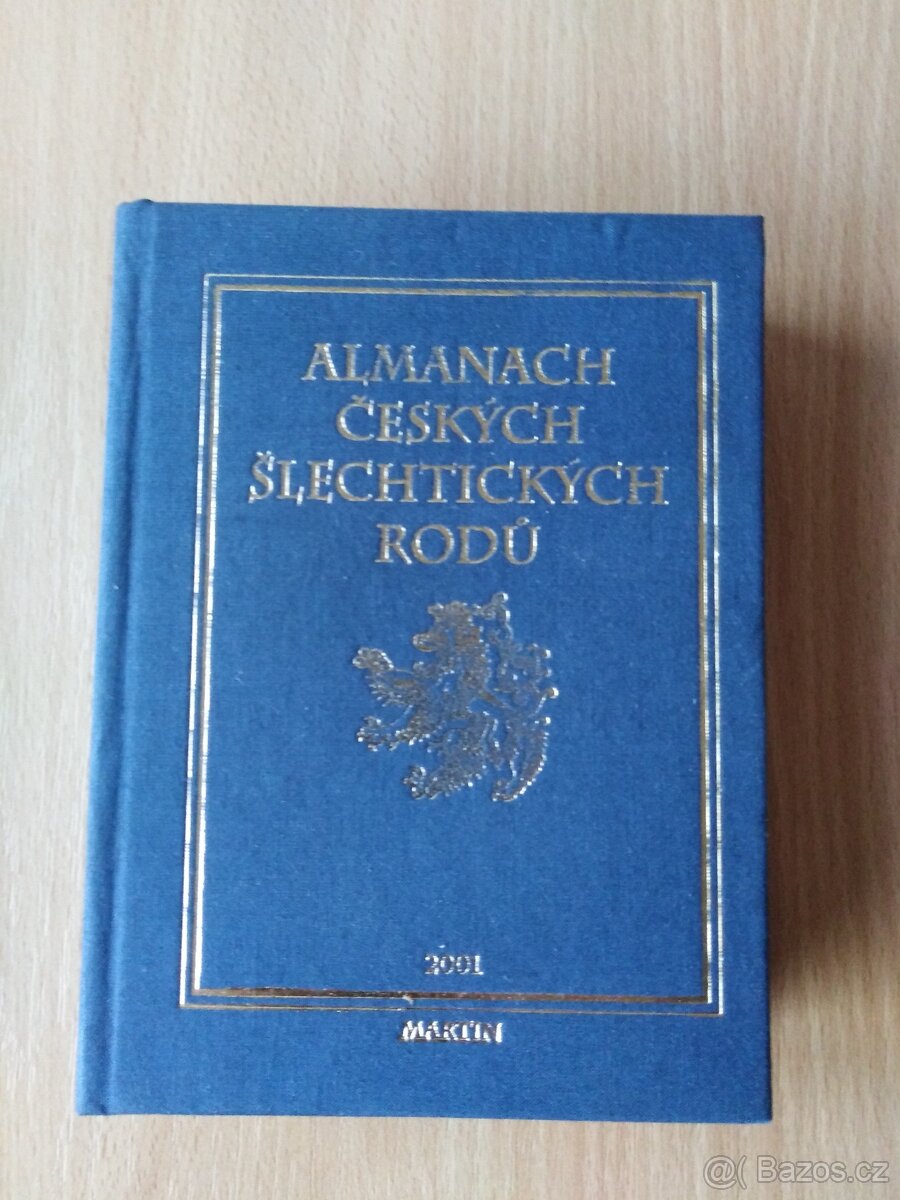 ALMANACH
ČESKÝCH
ŠLECHTICKÝCH
RODŮ
2001
MARTIN
@( Bazos.cz